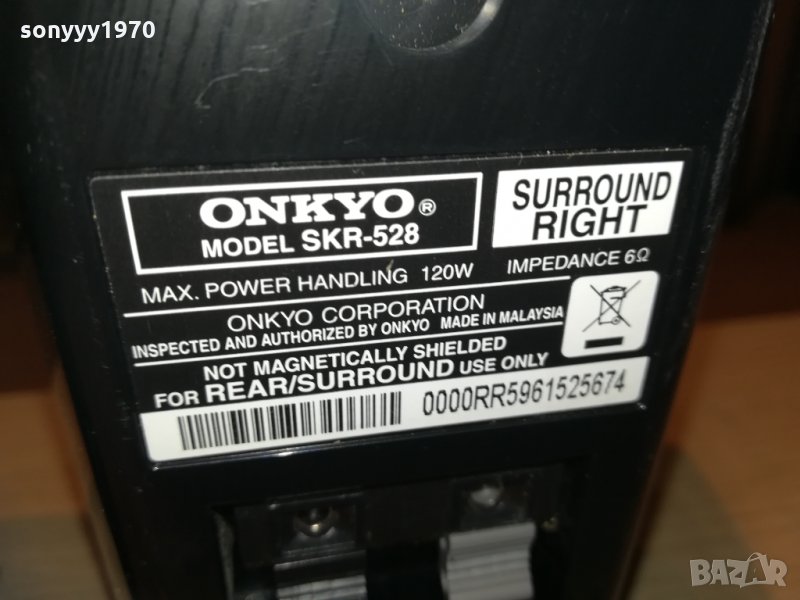 sonyyy1970
ONKYO®
MODEL SKR-528
SURROUND
RIGHT
MAX. POWER HANDLING 120W IMPEDANCE 6Ω
ONKYO CORPORATION
INSPECTED AND AUTHORIZED BY ONKYO MADE IN MALAYSIA
NOT MAGNETICALLY SHIELDED
FOR REAR/SURROUND USE ONLY
0000RR5961525674
BAZAR